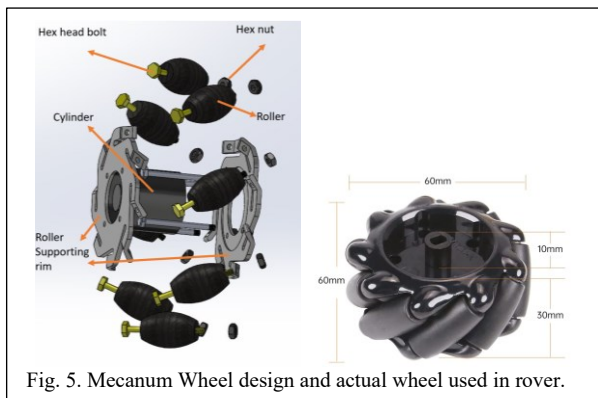 Hex head bolt
Hex nut
Cylinder
Roller
60mm
Roller
Supporting
rim
60mm
10mm
30mm
Fig. 5. Mecanum Wheel design and actual wheel used in rover.